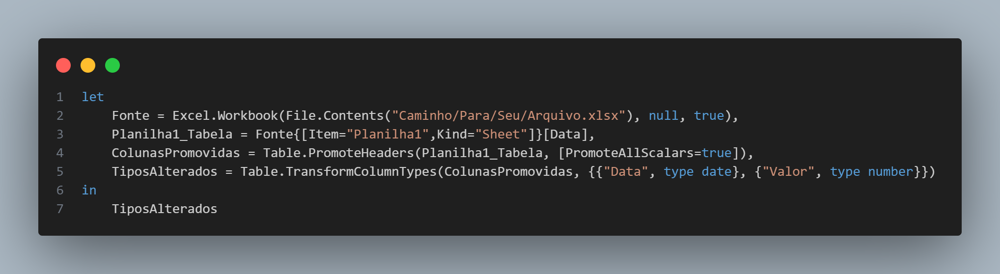 1 let
2     Fonte = Excel.Workbook(File.Contents("Caminho/Para/Seu/Arquivo.xlsx"), null, true),
3     Planilha1_Tabela = Fonte{[Item="Planilha1",Kind="Sheet"]}[Data],
4     ColunasPromovidas = Table.PromoteHeaders(Planilha1_Tabela, [PromoteAllScalars=true]),
5     TiposAlterados = Table.TransformColumnTypes(ColunasPromovidas, {{"Data", type date}, {"Valor", type number}})
6 in
7     TiposAlterados